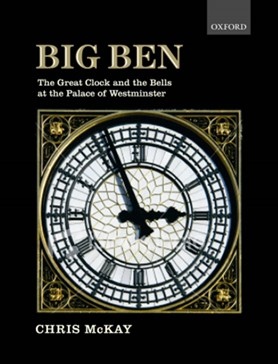 OXFORD
BIG BEN
The Great Clock and the Bells
at the Palace of Westminster
CHRIS McKAY